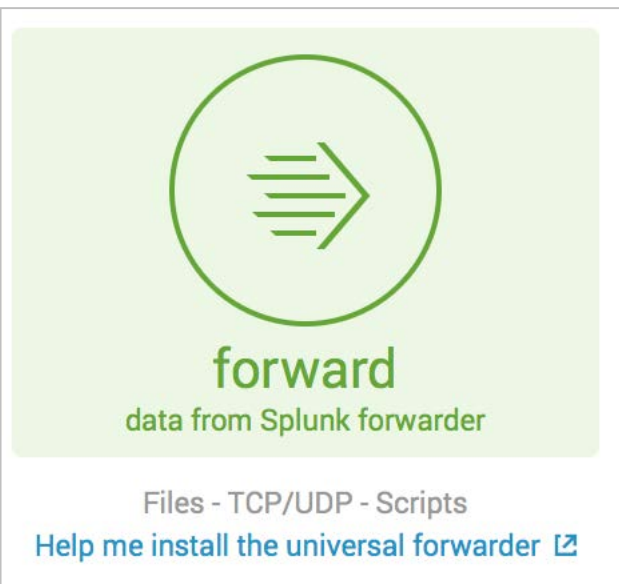 forward
data from Splunk forwarder
Files - TCP/UDP - Scripts
Help me install the universal forwarder